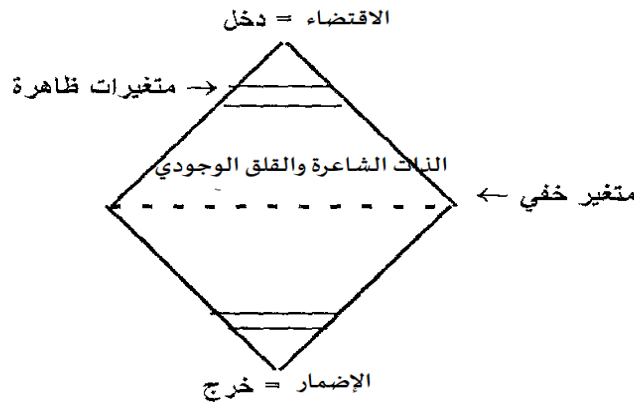 الاقتضاء = دخل
متغيرات ظاهرة →
الذات الشاعرة والقلق الوجودي
← متغير خفي
الإضمار = خرج